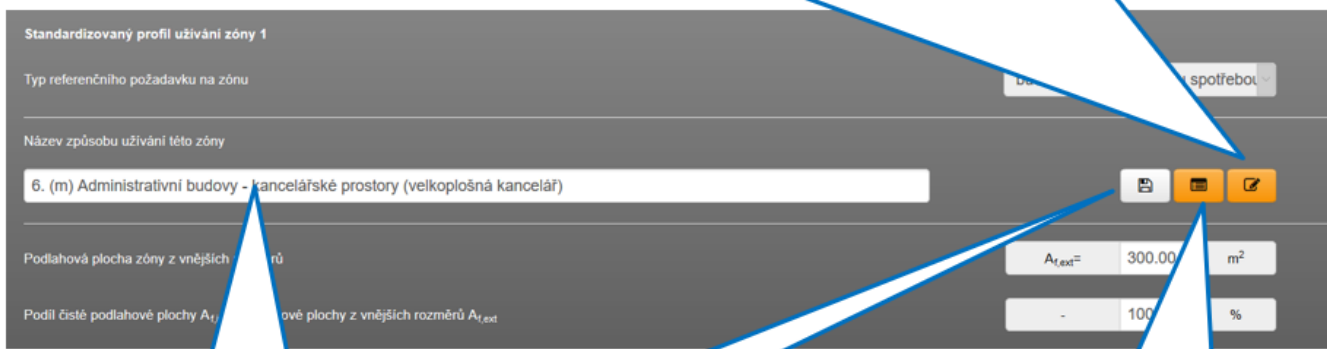 Standardizovaný profil užívání zóny 1
Typ referenčního požadavku na zónu
spotřebou
Název způsobu užívání této zóny
6. (m) Administrativní budovy - kancelářské prostory (velkoplošná kancelář)
Podlahová plocha zóny z vnějších rů Af,ext= 300.00 m²
Podíl čisté podlahové plochy ové plochy z vnějších rozměrů Af,ext - 100 %